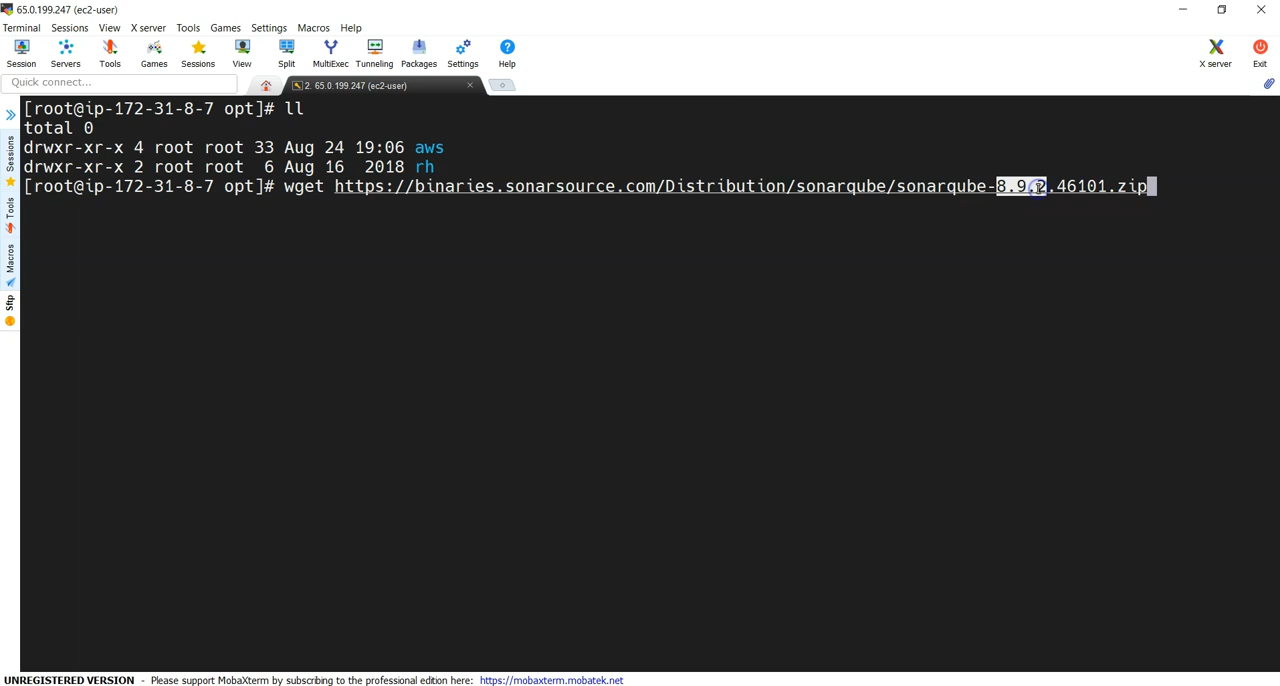 65.0.199.247 (ec2-user)
Terminal Sessions View X server Tools Games Settings Macros Help
Session Servers Tools Games Sessions View Split MultiExec Tunneling Packages Settings Help X server Exit
Quick connect...
2. 65.0.199.247 (ec2-user)
[root@ip-172-31-8-7 opt]# ll
total 0
drwxr-xr-x 4 root root 33 Aug 24 19:06 aws
drwxr-xr-x 2 root root  6 Aug 16  2018 rh
[root@ip-172-31-8-7 opt]# wget https://binaries.sonarsource.com/Distribution/sonarqube/sonarqube-8.9.2.46101.zip
Sessions
Tools
Macros
Sftp
UNREGISTERED VERSION - Please support MobaXterm by subscribing to the professional edition here: https://mobaxterm.mobatek.net